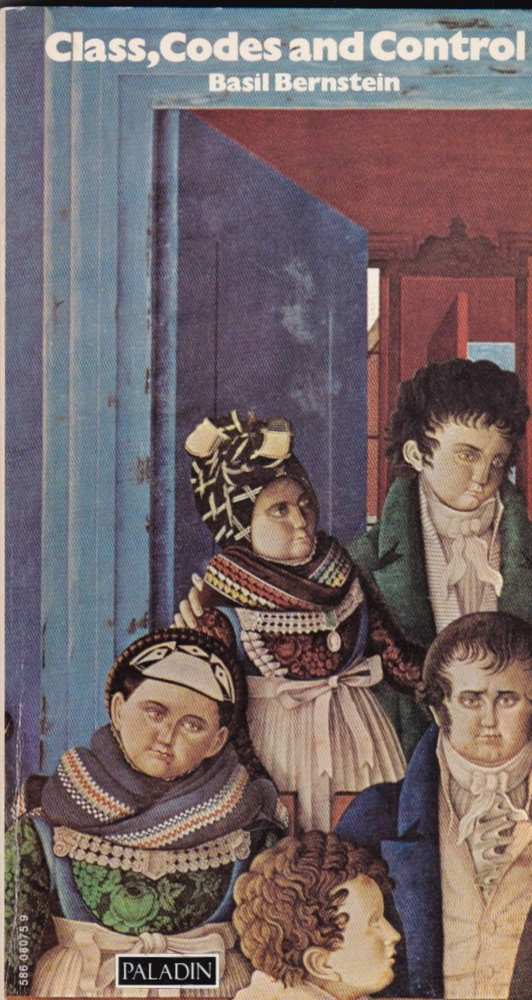 Class, Codes and Control
Basil Bernstein
586 08075 9
PALADIN